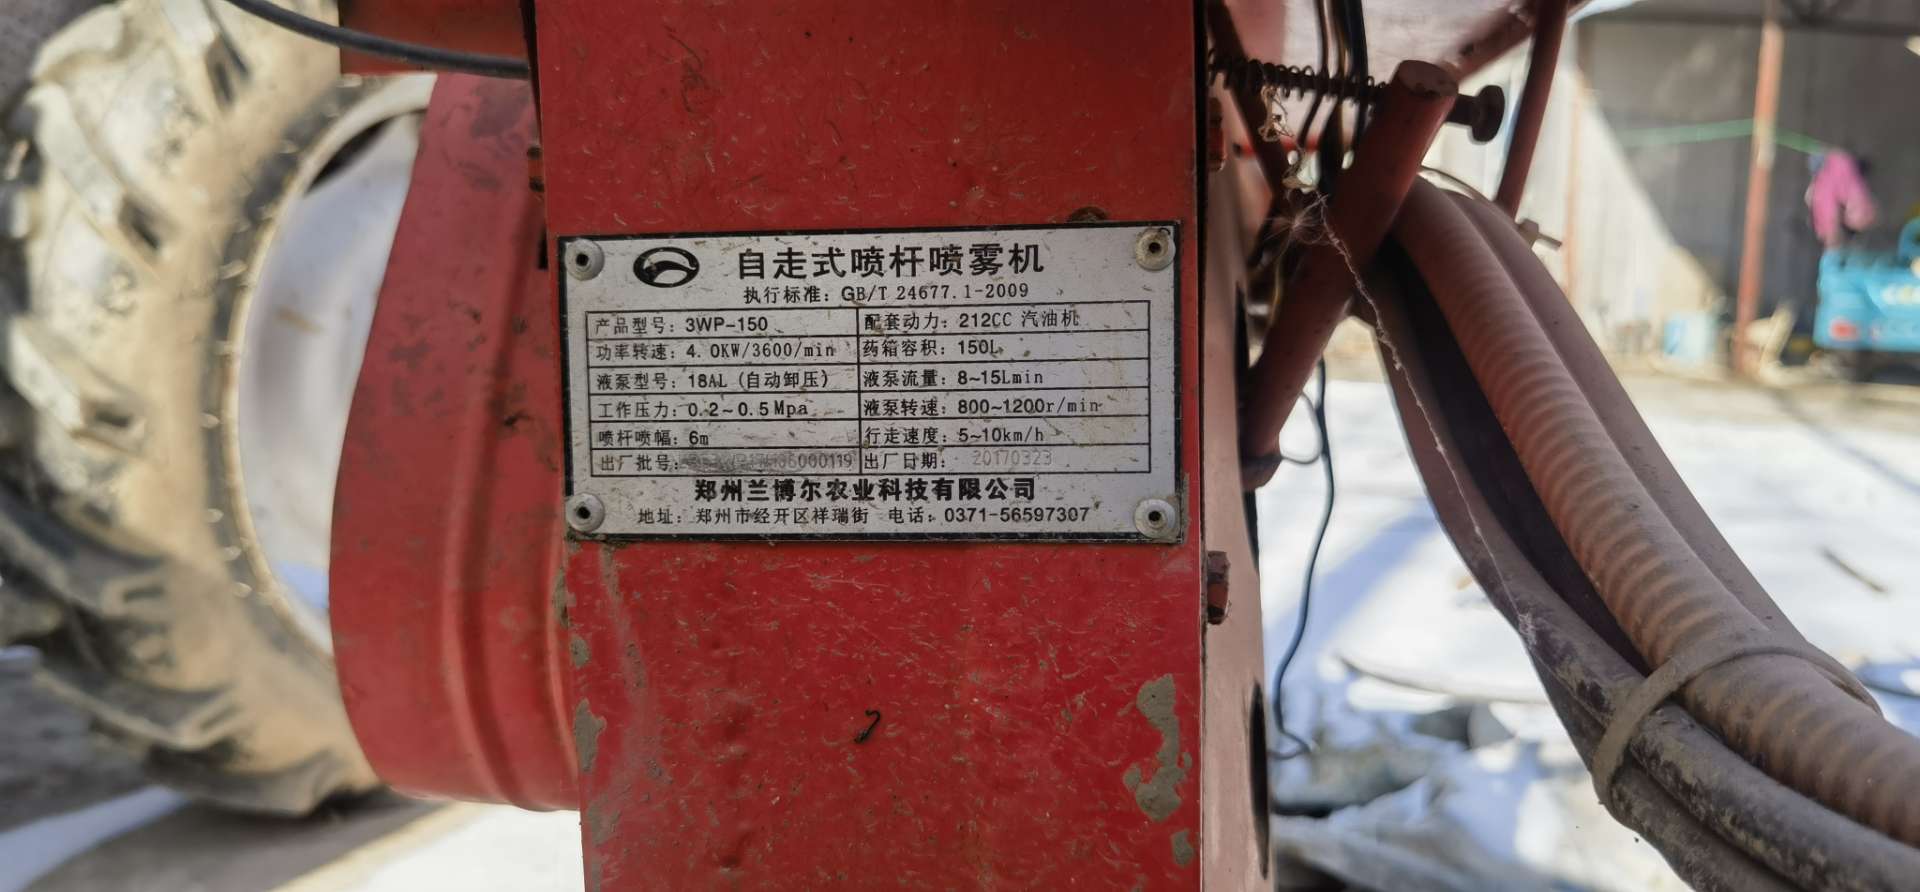 自走式喷杆喷雾机
执行标准：GB/T 24677.1-2009
产品型号：3WP-150 配套动力：212CC 汽油机
功率转速：4.0KW/3600/min 药箱容积：150L
液泵型号：18AL (自动卸压) 液泵流量：8~15Lmin
工作压力：0.2~0.5Mpa 液泵转速：800~1200r/min
喷杆喷幅：6m 行走速度：5~10km/h
出厂批号： 出厂日期：20170323
郑州兰博尔农业科技有限公司
地址：郑州市经开区祥瑞街 电话：0371-56597307